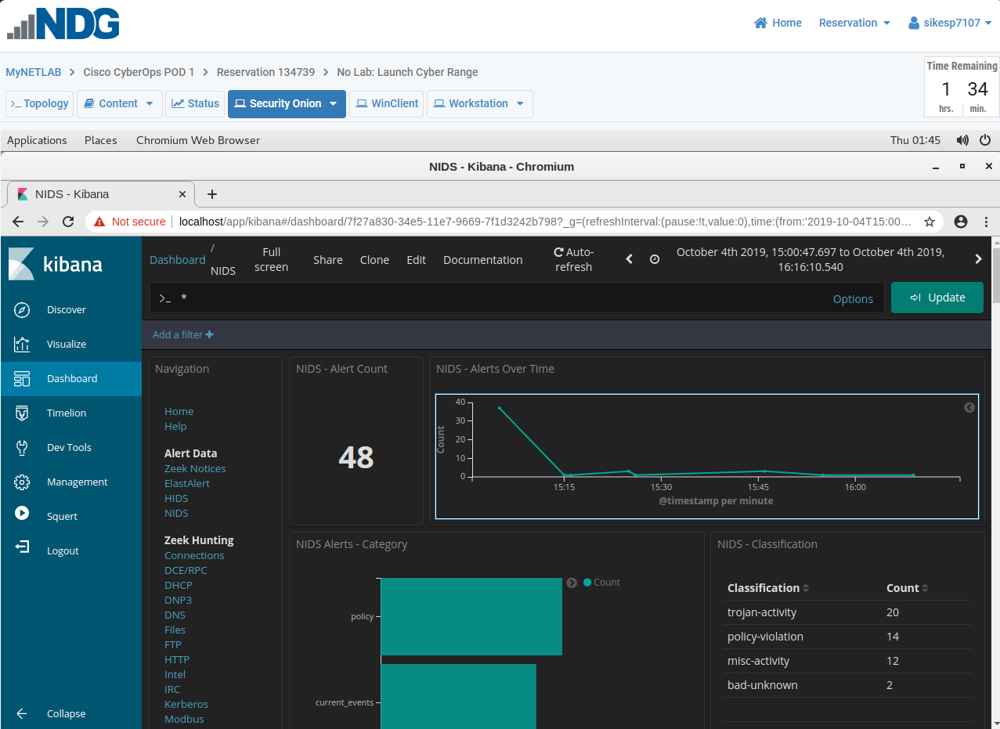 NDG
Home
Reservation
sikesp7107
MyNETLAB > Cisco CyberOps POD 1 > Reservation 134739 > No Lab: Launch Cyber Range
Time Remaining
1 34
hrs. min.
>_ Topology
Content
Status
Security Onion
WinClient
Workstation
Applications Places Chromium Web Browser
Thu 01:45
NIDS - Kibana - Chromium
NIDS - Kibana
Not secure
localhost/app/kibana#/dashboard/7f27a830-34e5-11e7-9669-7f1d3242b798?_g=(refreshInterval:(pause:!t,value:0),time:(from:'2019-10-04T15:00...
kibana
Discover
Visualize
Dashboard
Timelion
Dev Tools
Management
Squert
Logout
Collapse
Dashboard / NIDS
Full screen
Share
Clone
Edit
Documentation
Auto-refresh
October 4th 2019, 15:00:47.697 to October 4th 2019,
16:16:10.540
>_ *
Options
Update
Add a filter +
Navigation
Home
Help
Alert Data
Zeek Notices
ElastAlert
HIDS
NIDS
Zeek Hunting
Connections
DCE/RPC
DHCP
DNP3
DNS
Files
FTP
HTTP
Intel
IRC
Kerberos
Modbus
NIDS - Alert Count
48
NIDS - Alerts Over Time
Count
40
30
20
10
0
15:15 15:30 15:45 16:00
@timestamp per minute
NIDS Alerts - Category
policy
current_events
Count
NIDS - Classification
Classification Count
trojan-activity 20
policy-violation 14
misc-activity 12
bad-unknown 2